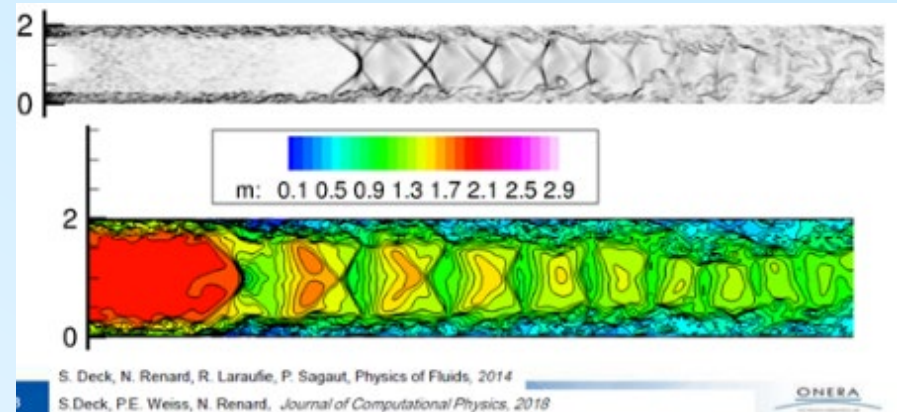 2
0
m: 0.1 0.5 0.9 1.3 1.7 2.1 2.5 2.9
2
0
S. Deck, N. Renard, R. Laraufie, P. Sagaut, Physics of Fluids, 2014
S.Deck, P.E. Weiss, N. Renard, Journal of Computational Physics, 2018
ONERA